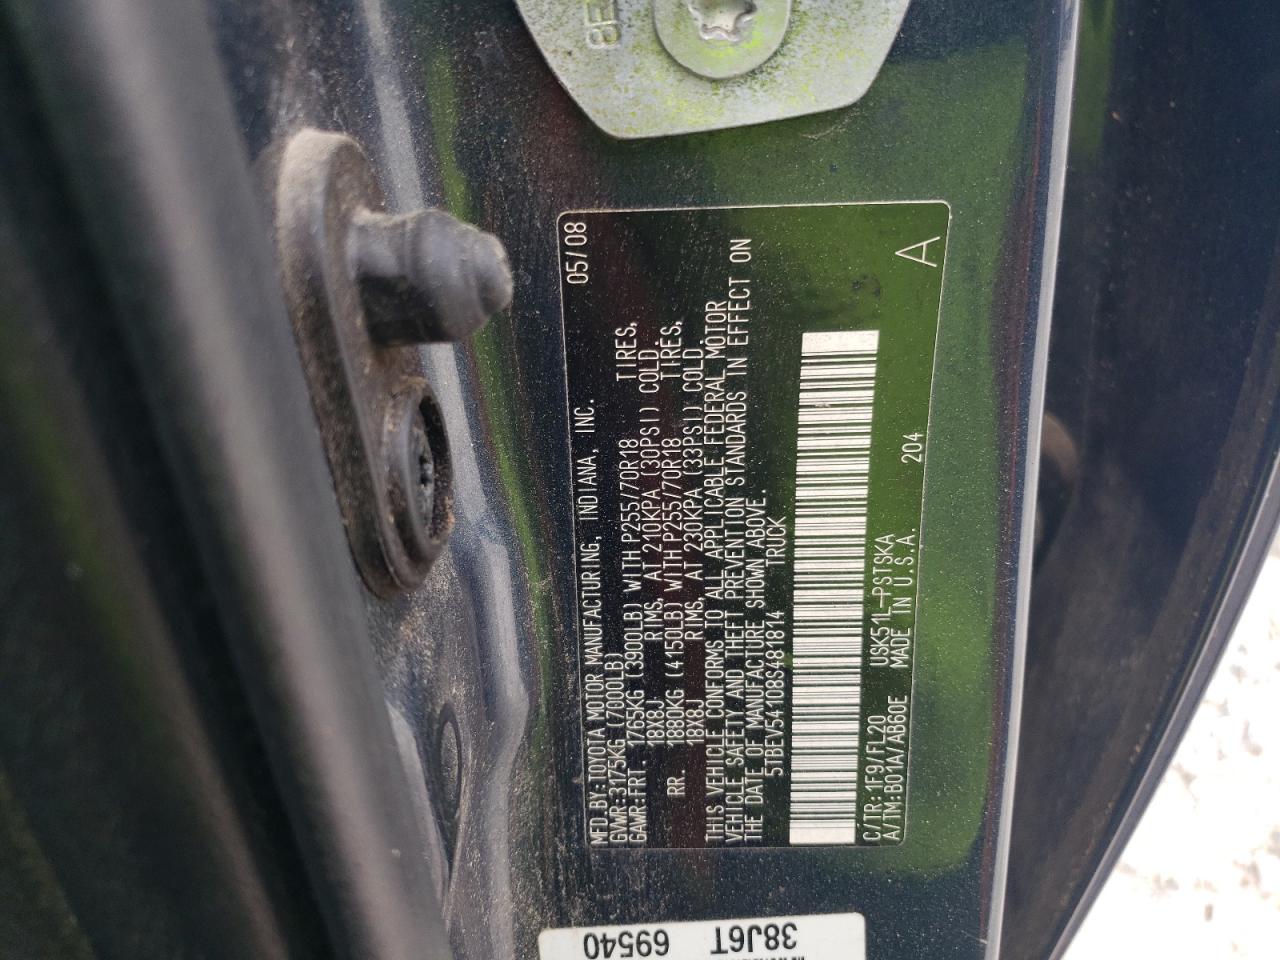 MFD.BY:TOYOTA MOTOR MANUFACTURING, INDIANA, INC. 05/08
GVWR:3175KG(7000LB)
GAWR:FRT. 1765KG(3900LB) WITH P255/70R18 TIRES,
18X8J RIMS, AT 210KPA(30PSI) COLD.
RR. 1880KG(4150LB) WITH P255/70R18 TIRES,
18X8J RIMS, AT 230KPA(33PSI) COLD.
THIS VEHICLE CONFORMS TO ALL APPLICABLE FEDERAL MOTOR
VEHICLE SAFETY AND THEFT PREVENTION STANDARDS IN EFFECT ON
THE DATE OF MANUFACTURE SHOWN ABOVE.
5TBEV54108S481814 TRUCK
C/TR:1F9/FL20 USK51L-PSTSKA 204 A
A/TM:B01A/AB60E MADE IN U.S.A.
69540
38J6T